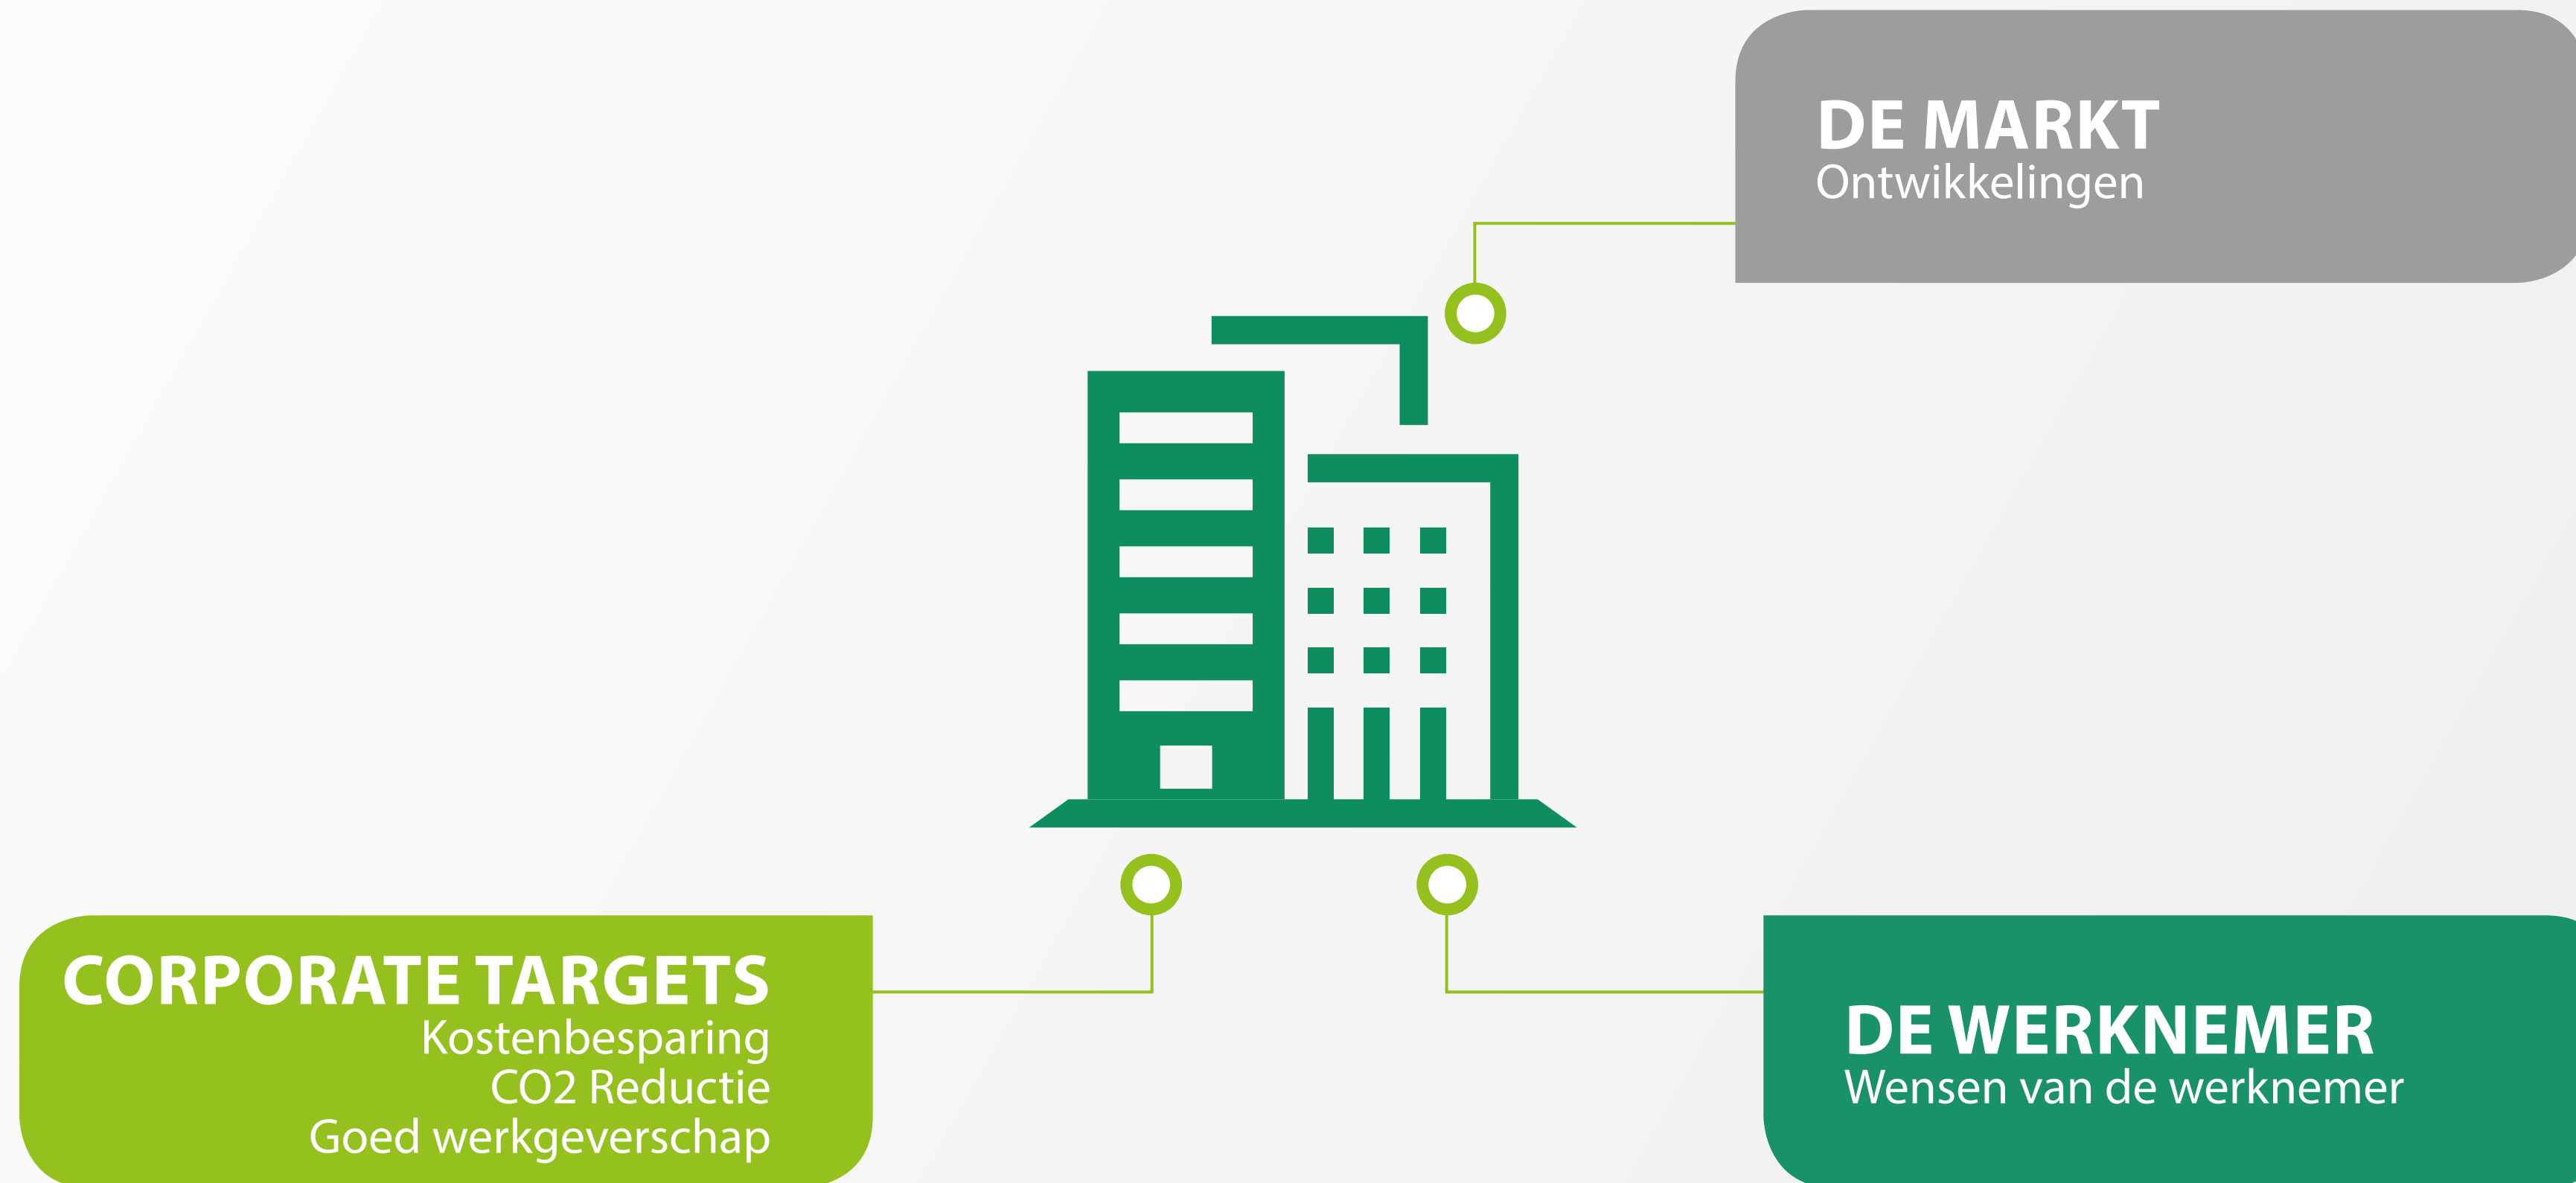 DE MARKT
Ontwikkelingen
CORPORATE TARGETS
Kostenbesparing
CO2 Reductie
Goed werkgeverschap
DE WERKNEMER
Wensen van de werknemer